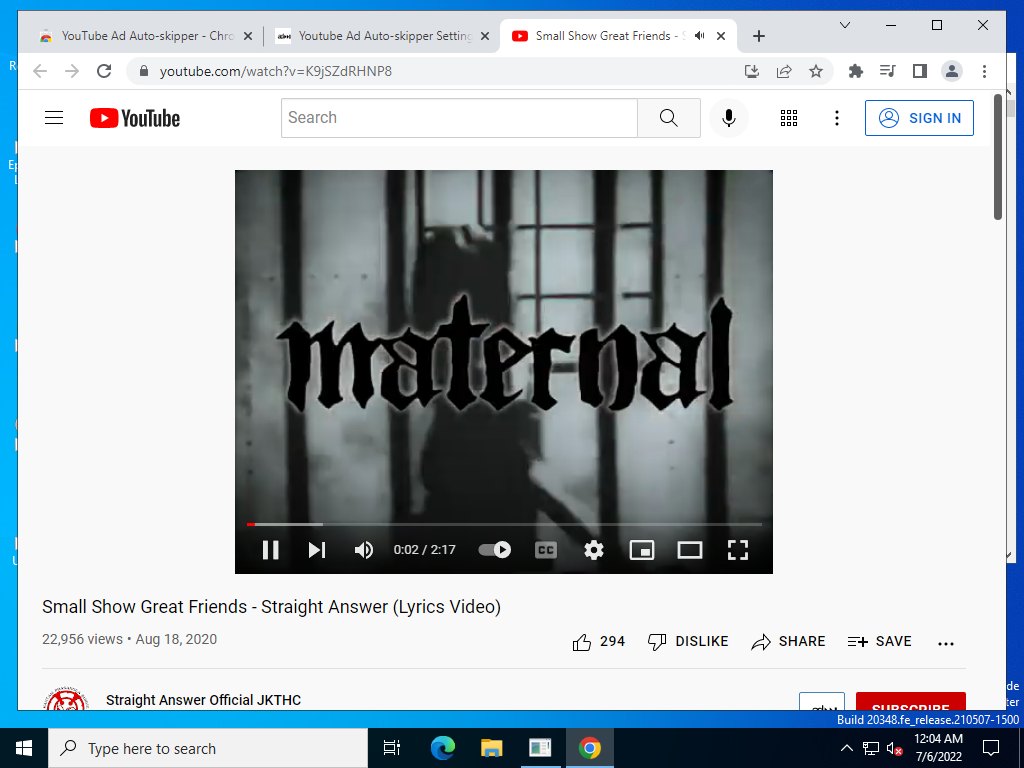 YouTube Ad Auto-skipper - Chro
Youtube Ad Auto-skipper Setting
Small Show Great Friends - S
youtube.com/watch?v=K9jSZdRHNP8
YouTube
Search
SIGN IN
maternal
0:02 / 2:17
CC
Small Show Great Friends - Straight Answer (Lyrics Video)
22,956 views • Aug 18, 2020
294
DISLIKE
SHARE
SAVE
Straight Answer Official JKTHC
SUBSCRIBE
Build 20348.fe_release.210507-1500
Type here to search
12:04 AM
7/6/2022